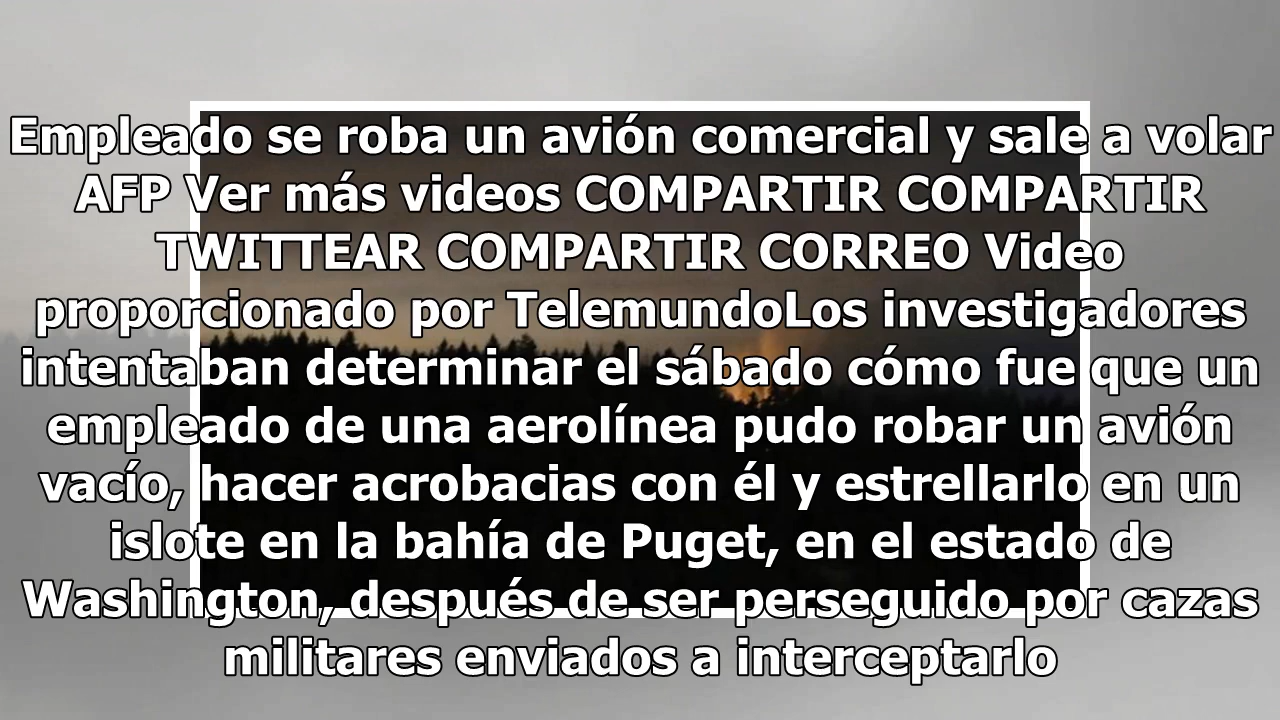 Empleado se roba un avión comercial y sale a volar
AFP Ver más videos COMPARTIR COMPARTIR
TWITTEAR COMPARTIR CORREO Video
proporcionado por TelemundoLos investigadores
intentaban determinar el sábado cómo fue que un
empleado de una aerolínea pudo robar un avión
vacío, hacer acrobacias con él y estrellarlo en un
islote en la bahía de Puget, en el estado de
Washington, después de ser perseguido por cazas
militares enviados a interceptarlo